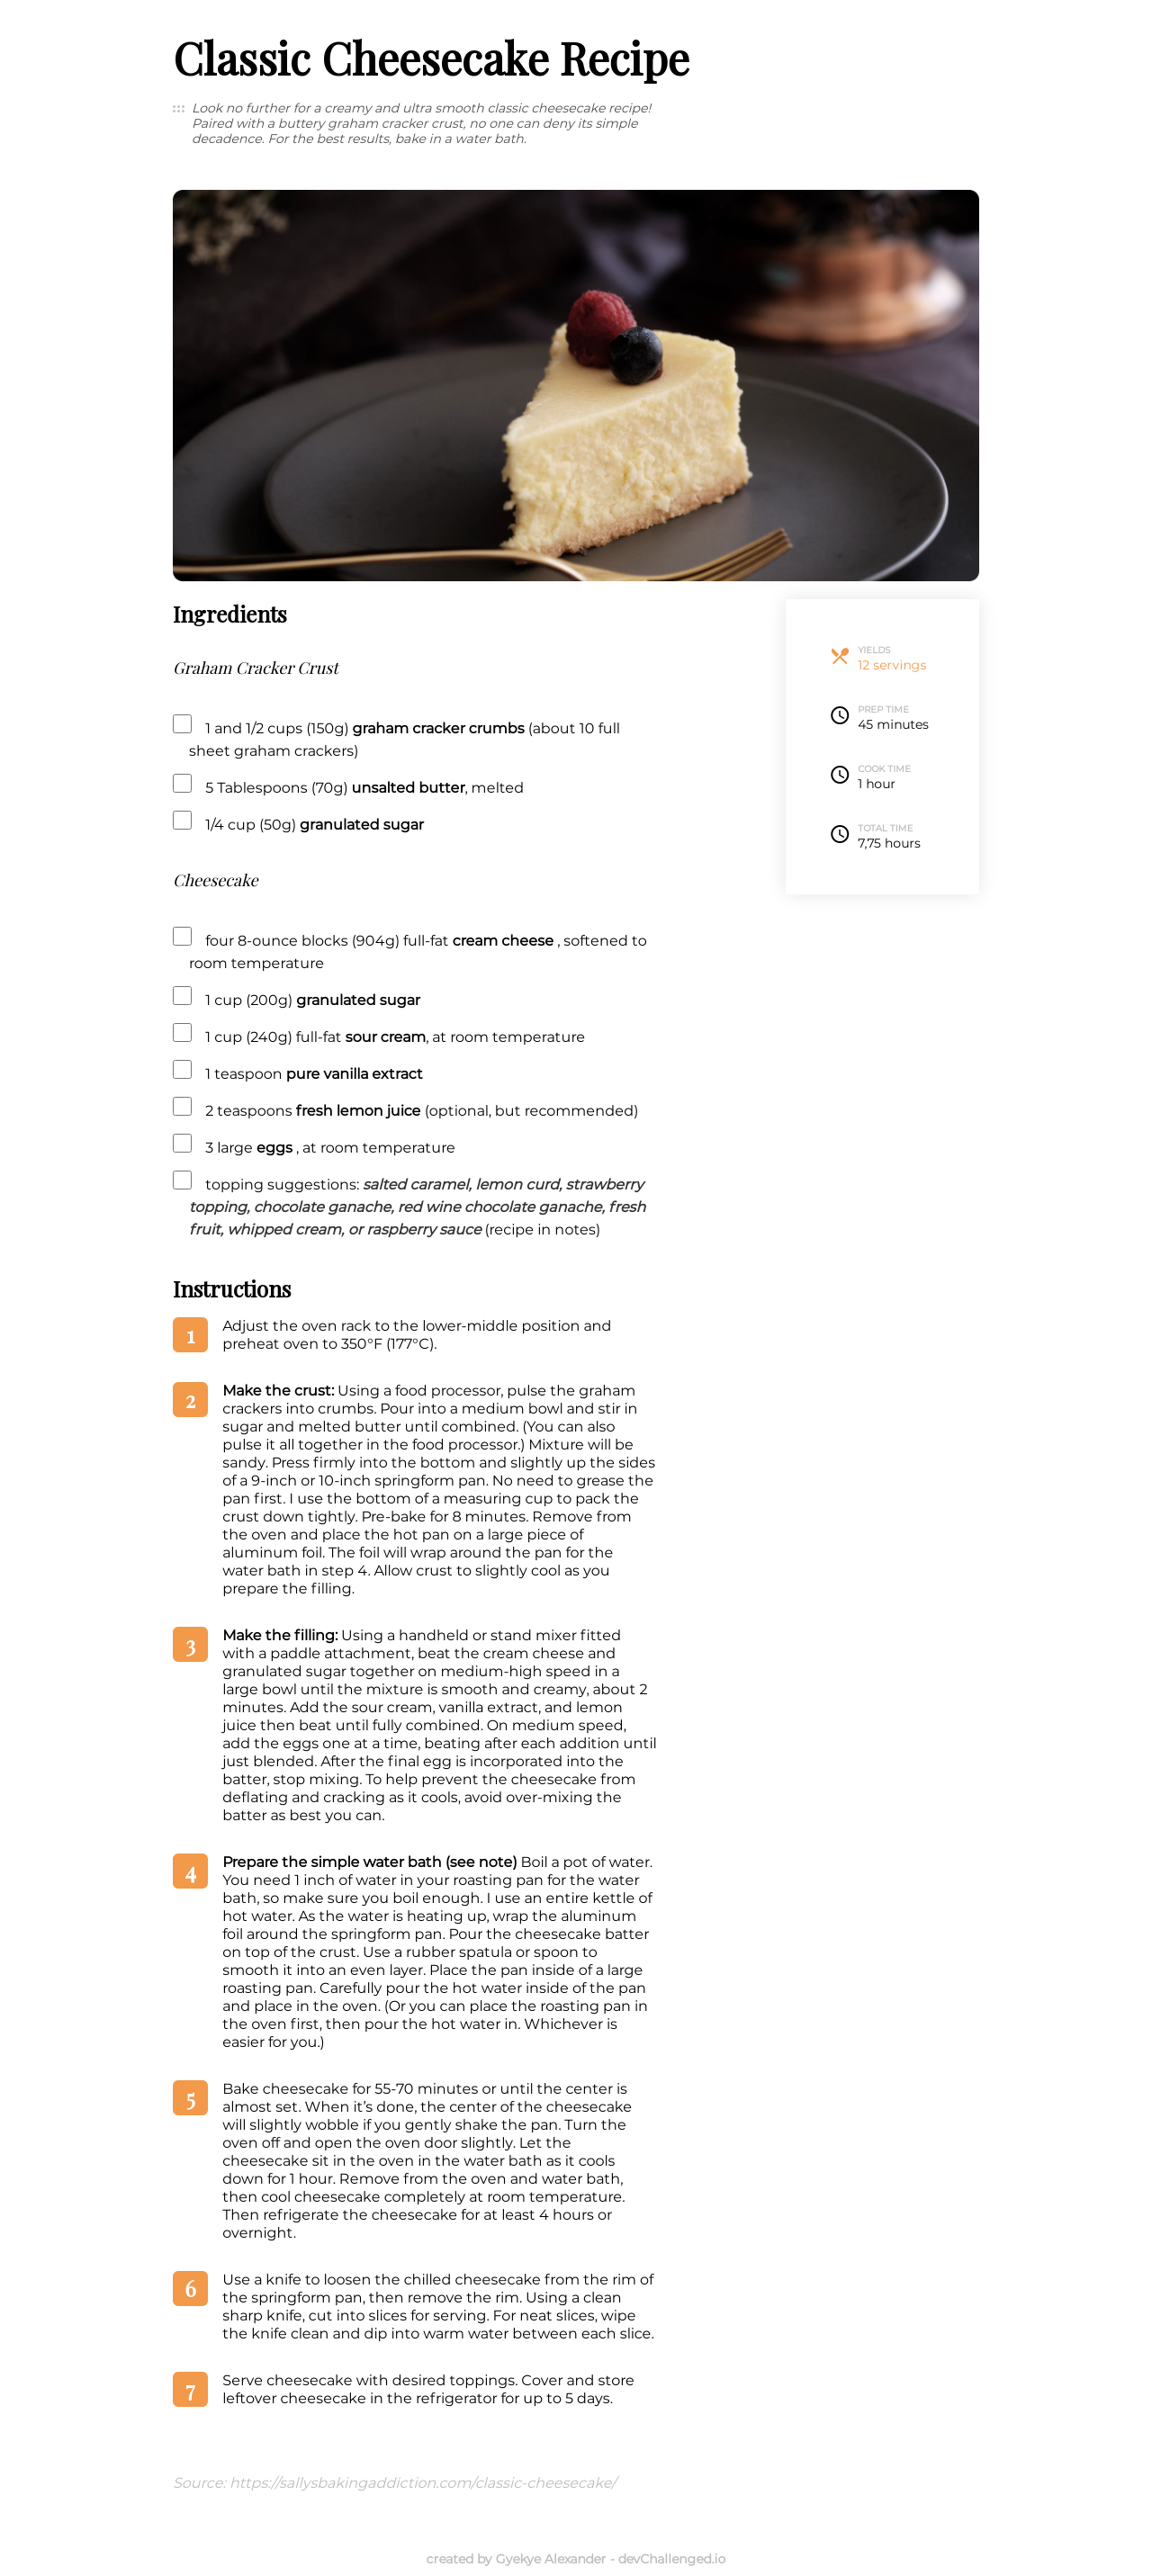 Classic Cheesecake Recipe
Look no further for a creamy and ultra smooth classic cheesecake recipe!
Paired with a buttery graham cracker crust, no one can deny its simple
decadence. For the best results, bake in a water bath.
Ingredients
Graham Cracker Crust
1 and 1/2 cups (150g) graham cracker crumbs (about 10 full
sheet graham crackers)
5 Tablespoons (70g) unsalted butter, melted
1/4 cup (50g) granulated sugar
Cheesecake
four 8-ounce blocks (904g) full-fat cream cheese , softened to
room temperature
1 cup (200g) granulated sugar
1 cup (240g) full-fat sour cream, at room temperature
1 teaspoon pure vanilla extract
2 teaspoons fresh lemon juice (optional, but recommended)
3 large eggs , at room temperature
topping suggestions: salted caramel, lemon curd, strawberry
topping, chocolate ganache, red wine chocolate ganache, fresh
fruit, whipped cream, or raspberry sauce (recipe in notes)
YIELDS
12 servings
PREP TIME
45 minutes
COOK TIME
1 hour
TOTAL TIME
7,75 hours
Instructions
1 Adjust the oven rack to the lower-middle position and
preheat oven to 350°F (177°C).
2 Make the crust: Using a food processor, pulse the graham
crackers into crumbs. Pour into a medium bowl and stir in
sugar and melted butter until combined. (You can also
pulse it all together in the food processor.) Mixture will be
sandy. Press firmly into the bottom and slightly up the sides
of a 9-inch or 10-inch springform pan. No need to grease the
pan first. I use the bottom of a measuring cup to pack the
crust down tightly. Pre-bake for 8 minutes. Remove from
the oven and place the hot pan on a large piece of
aluminum foil. The foil will wrap around the pan for the
water bath in step 4. Allow crust to slightly cool as you
prepare the filling.
3 Make the filling: Using a handheld or stand mixer fitted
with a paddle attachment, beat the cream cheese and
granulated sugar together on medium-high speed in a
large bowl until the mixture is smooth and creamy, about 2
minutes. Add the sour cream, vanilla extract, and lemon
juice then beat until fully combined. On medium speed,
add the eggs one at a time, beating after each addition until
just blended. After the final egg is incorporated into the
batter, stop mixing. To help prevent the cheesecake from
deflating and cracking as it cools, avoid over-mixing the
batter as best you can.
4 Prepare the simple water bath (see note) Boil a pot of water.
You need 1 inch of water in your roasting pan for the water
bath, so make sure you boil enough. I use an entire kettle of
hot water. As the water is heating up, wrap the aluminum
foil around the springform pan. Pour the cheesecake batter
on top of the crust. Use a rubber spatula or spoon to
smooth it into an even layer. Place the pan inside of a large
roasting pan. Carefully pour the hot water inside of the pan
and place in the oven. (Or you can place the roasting pan in
the oven first, then pour the hot water in. Whichever is
easier for you.)
5 Bake cheesecake for 55-70 minutes or until the center is
almost set. When it’s done, the center of the cheesecake
will slightly wobble if you gently shake the pan. Turn the
oven off and open the oven door slightly. Let the
cheesecake sit in the oven in the water bath as it cools
down for 1 hour. Remove from the oven and water bath,
then cool cheesecake completely at room temperature.
Then refrigerate the cheesecake for at least 4 hours or
overnight.
6 Use a knife to loosen the chilled cheesecake from the rim of
the springform pan, then remove the rim. Using a clean
sharp knife, cut into slices for serving. For neat slices, wipe
the knife clean and dip into warm water between each slice.
7 Serve cheesecake with desired toppings. Cover and store
leftover cheesecake in the refrigerator for up to 5 days.
Source: https://sallysbakingaddiction.com/classic-cheesecake/
created by Gyekye Alexander - devChallenged.io